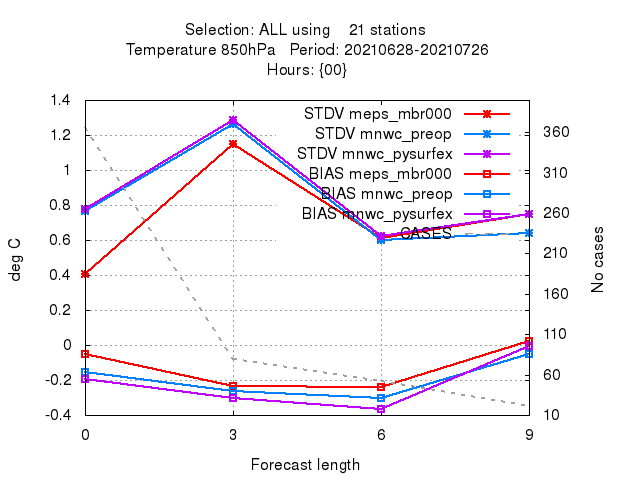 Selection: ALL using 21 stations
Temperature 850hPa Period: 20210628-20210726
Hours: {00}
1.4
1.2
1
0.8
0.6
0.4
0.2
0
-0.2
-0.4
deg C
STDV meps_mbr000
STDV mnwc_preop
STDV mnwc_pysurfex
BIAS meps_mbr000
BIAS mnwc_preop
BIAS mnwc_pysurfex
CASES
360
310
260
210
160
110
60
10
No cases
0 3 6 9
Forecast length